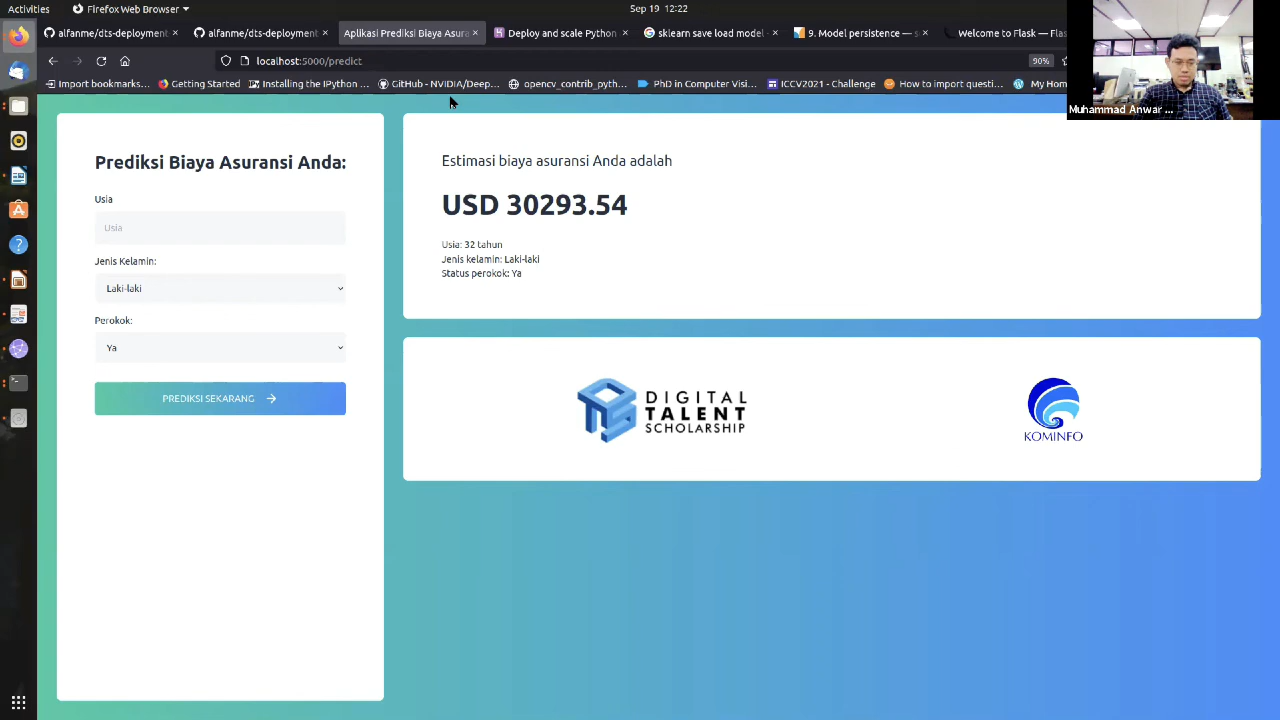 Activities
Firefox Web Browser
Sep 19 12:22
alfanme/dts-deployment
alfanme/dts-deployment
Aplikasi Prediksi Biaya Asura
Deploy and scale Python
sklearn save load model -
9. Model persistence — s
Welcome to Flask — Flas
localhost:5000/predict
90%
Import bookmarks...
Getting Started
Installing the IPython ...
GitHub - NVIDIA/Deep...
opencv_contrib_pyt...
PhD in Computer Visi...
ICCV2021 - Challenge
How to import questi...
My Hom
Muhammad Anwar ...
Prediksi Biaya Asuransi Anda:
Usia
Usia
Jenis Kelamin:
Laki-laki
Perokok:
Ya
PREDIKSI SEKARANG
Estimasi biaya asuransi Anda adalah
USD 30293.54
Usia: 32 tahun
Jenis kelamin: Laki-laki
Status perokok: Ya
DIGITAL
TALENT
SCHOLARSHIP
KOMINFO